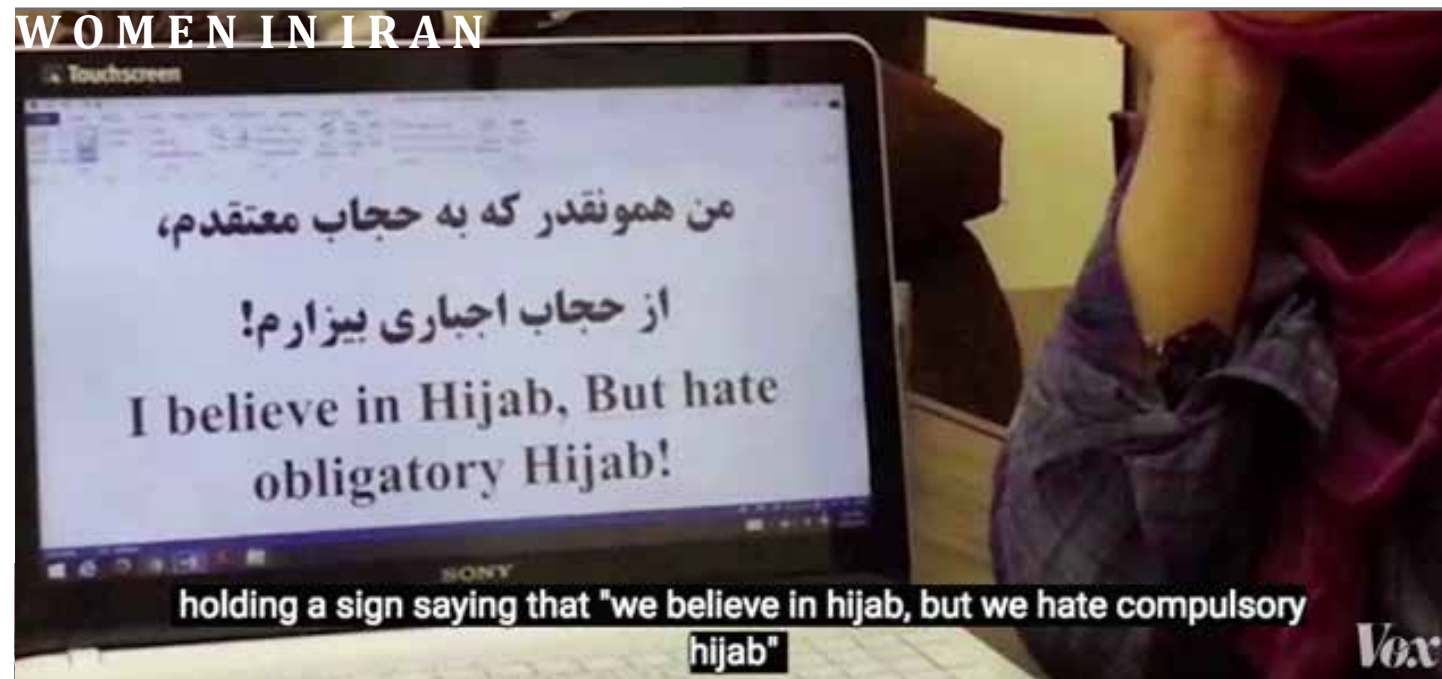 WOMEN IN IRAN
Touchscreen
من همونقدر که به حجاب معتقدم،
از حجاب اجباری بیزارم!
I believe in Hijab, But hate
obligatory Hijab!
SONY
holding a sign saying that "we believe in hijab, but we hate compulsory
hijab"
Vox